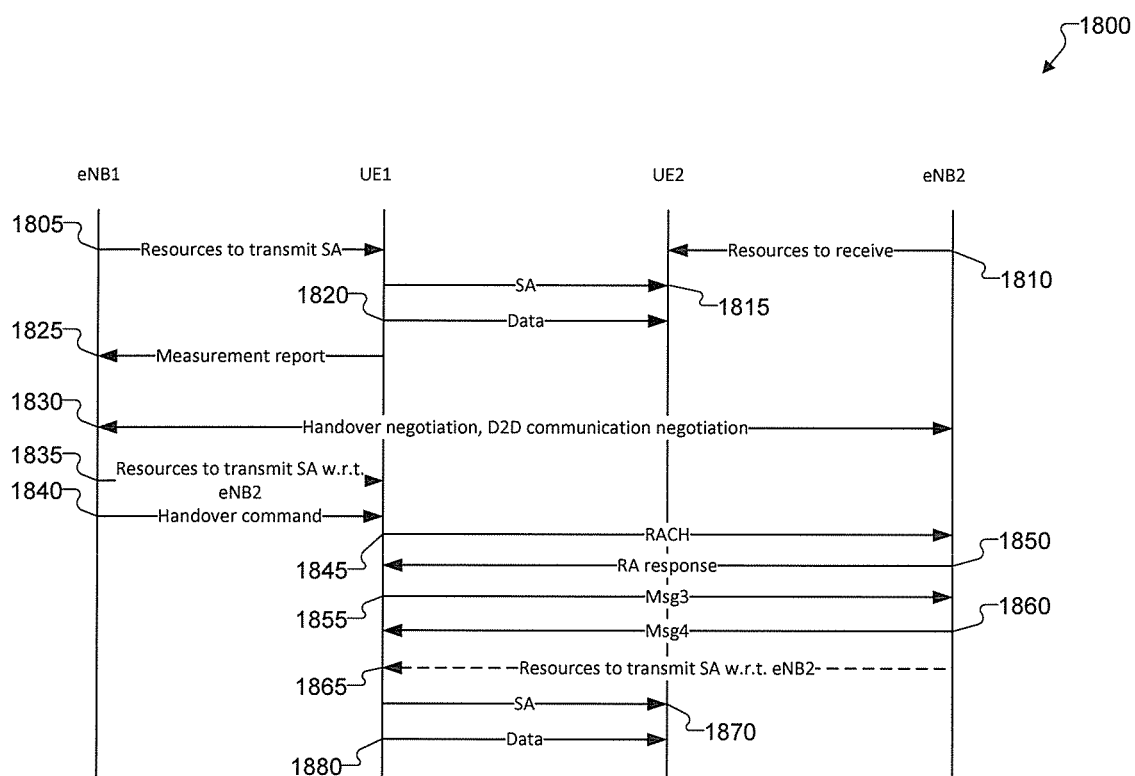 1800
eNB1 UE1 UE2 eNB2
1805
Resources to transmit SA
Resources to receive
1810
SA
1815
1820
Data
1825
Measurement report
1830
Handover negotiation, D2D communication negotiation
1835
Resources to transmit SA w.r.t.
eNB2
1840
Handover command
RACH
1845
1850
RA response
1855
Msg3
1860
Msg4
Resources to transmit SA w.r.t. eNB2
1865
SA
1870
Data
1880